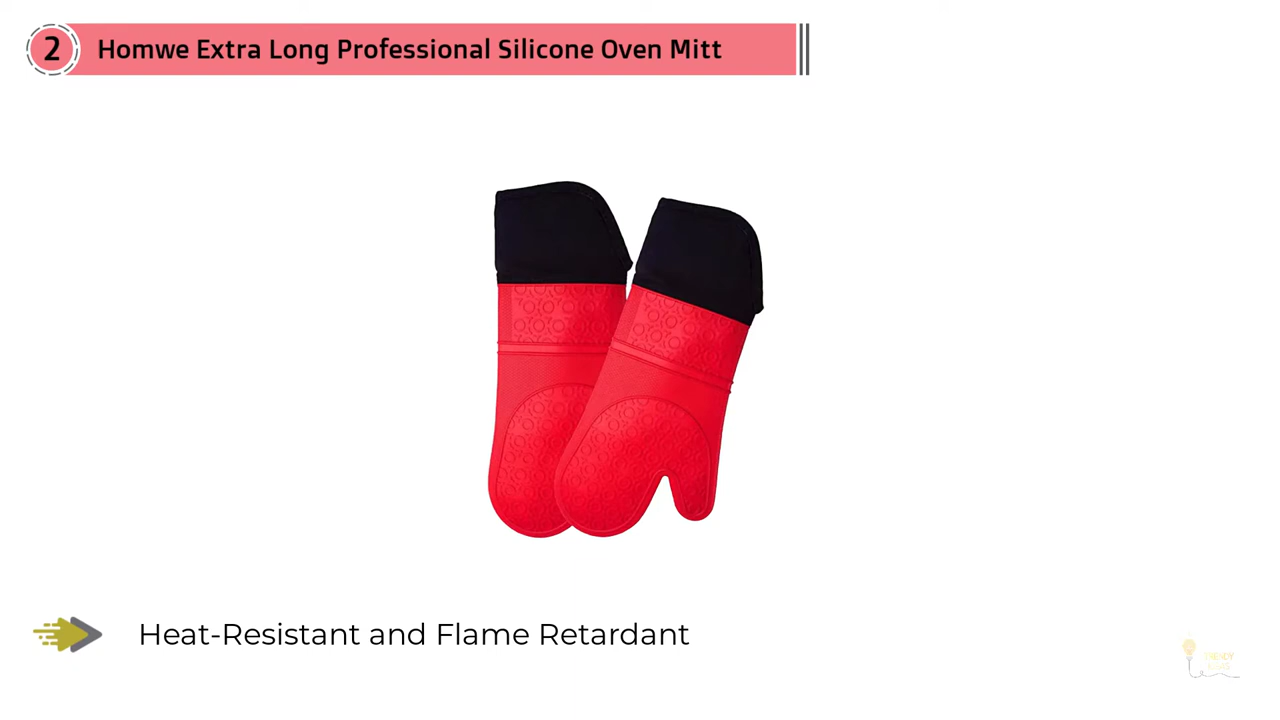 2
Homwe Extra Long Professional Silicone Oven Mitt
Heat-Resistant and Flame Retardant